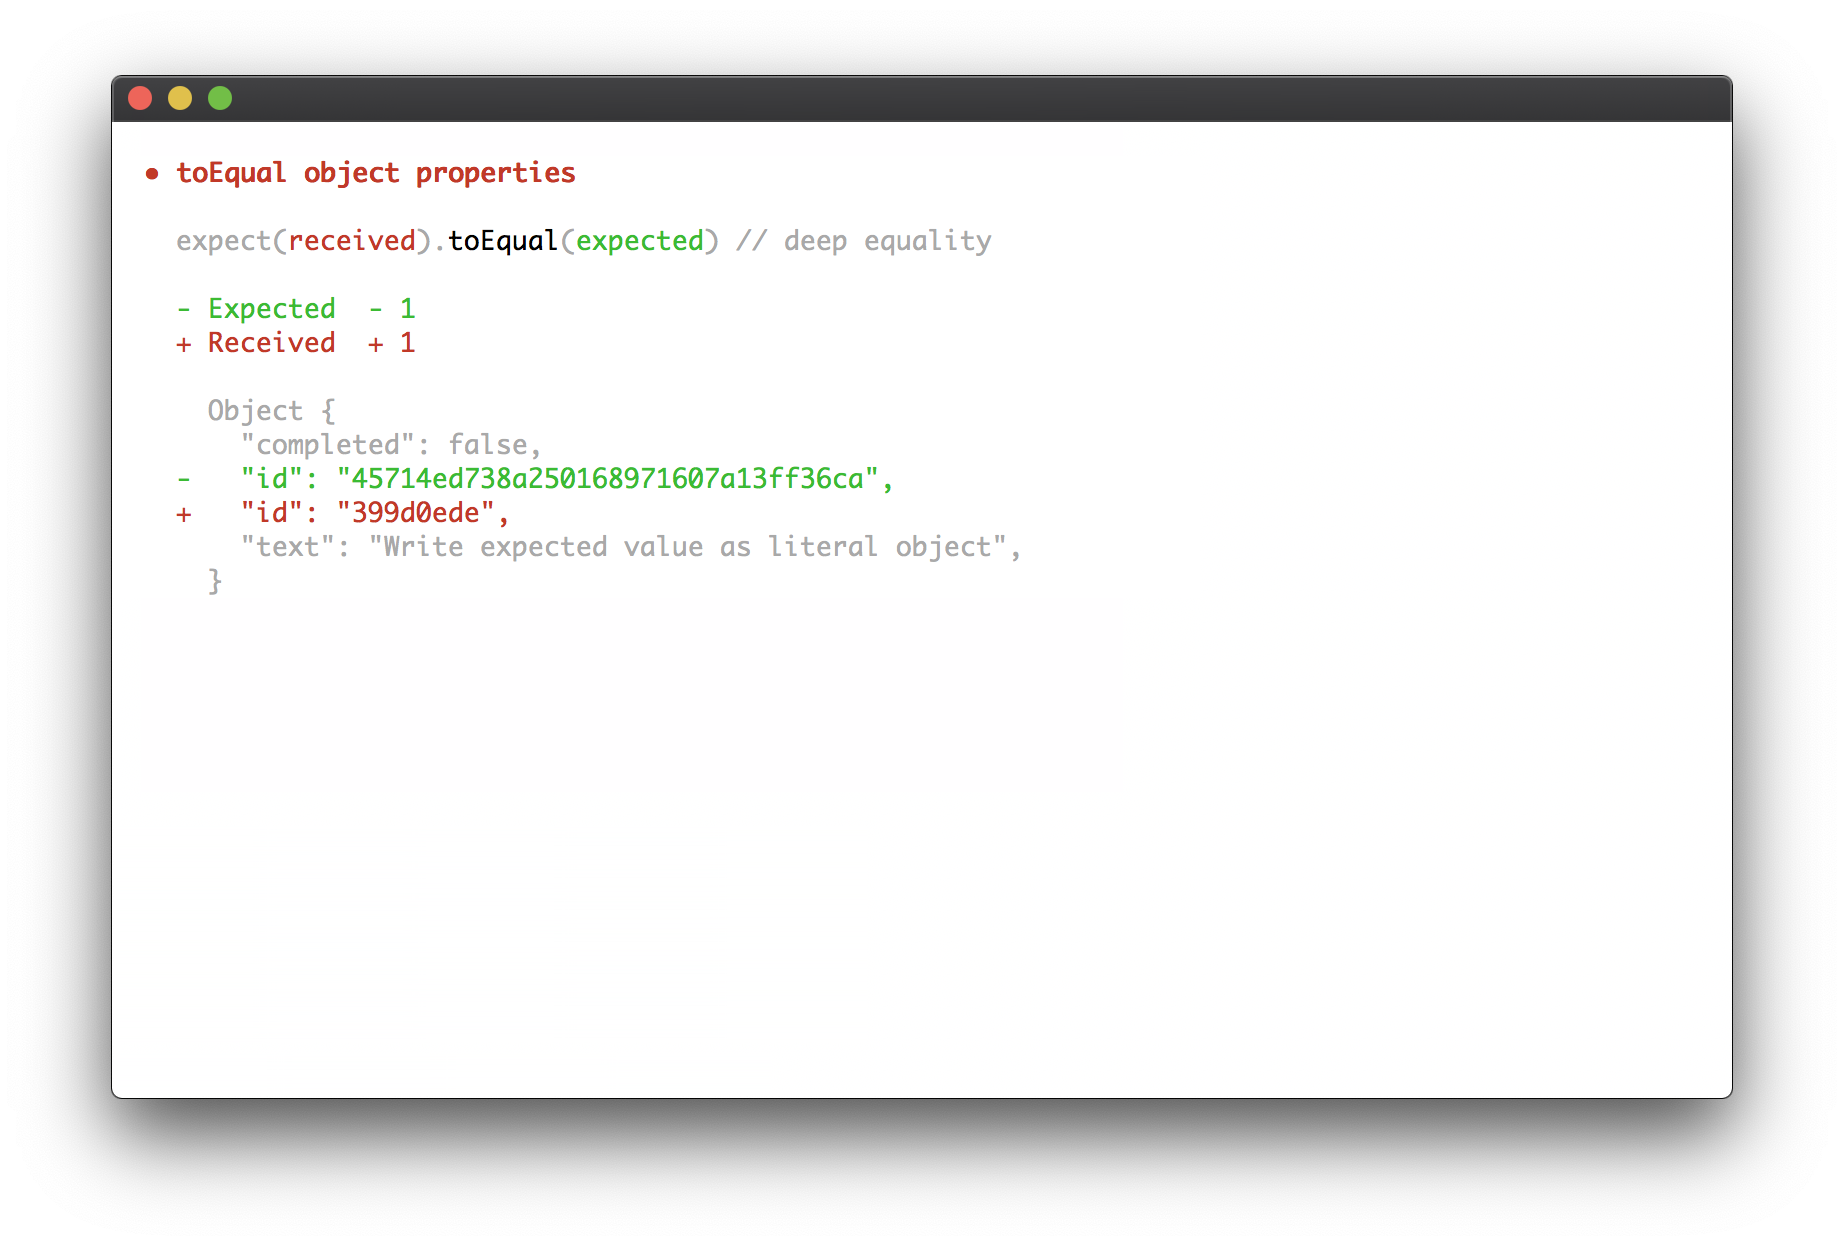 ● toEqual object properties
expect(received).toEqual(expected) // deep equality
- Expected  - 1
+ Received  + 1
Object {
"completed": false,
-   "id": "45714ed738a250168971607a13ff36ca",
+   "id": "399d0ede",
"text": "Write expected value as literal object",
}